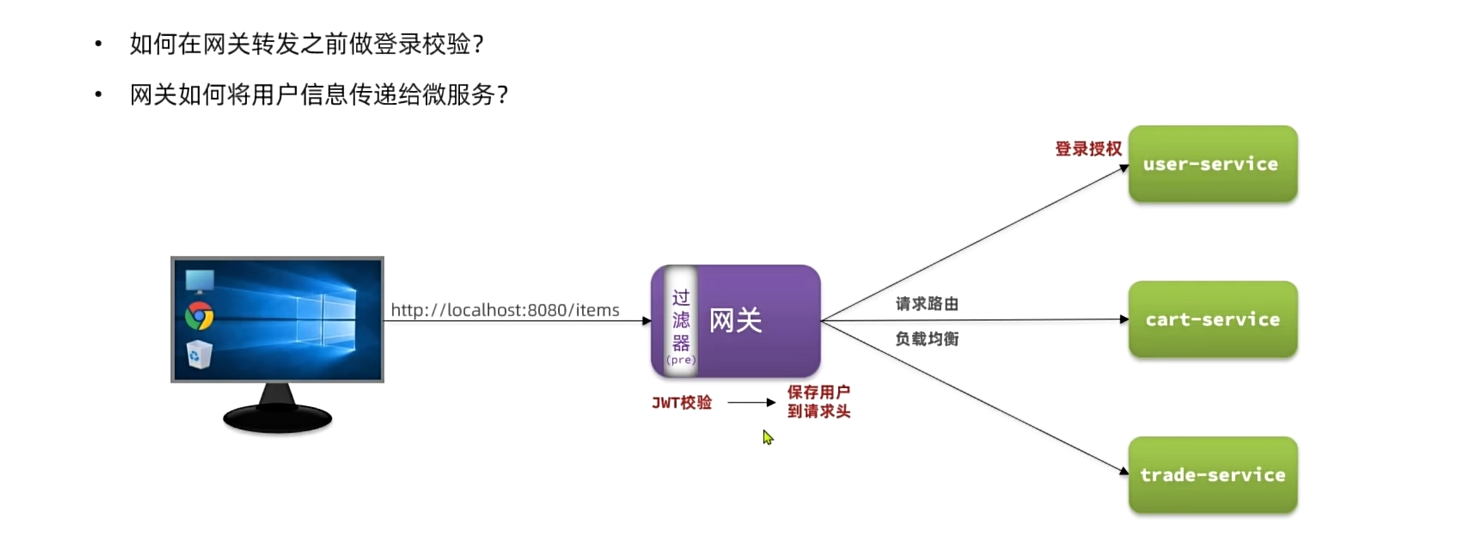 如何在网关转发之前做登录校验？
网关如何将用户信息传递给微服务？
登录授权
user-service
http://localhost:8080/items
过滤器
(pre)
网关
请求路由
负载均衡
cart-service
JWT校验
保存用户
到请求头
trade-service